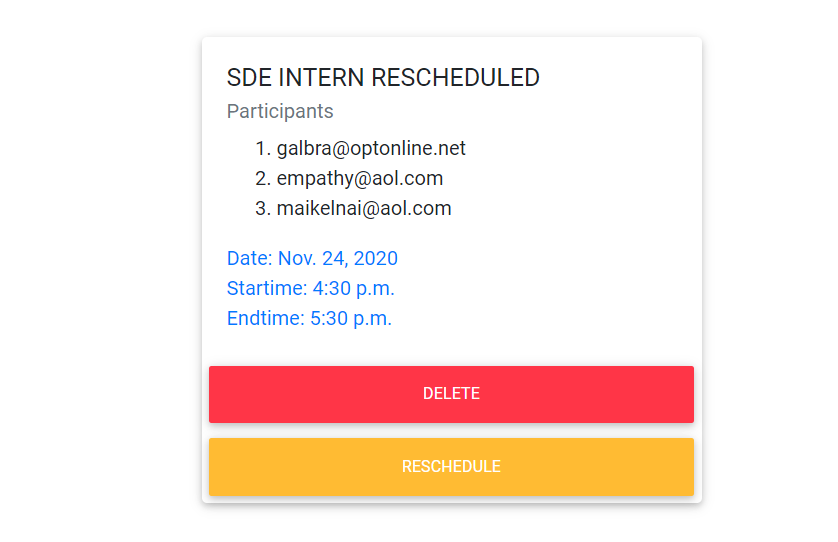 SDE INTERN RESCHEDULED
Participants
1. galbra@optonline.net
2. empathy@aol.com
3. maikelnai@aol.com
Date: Nov. 24, 2020
Startime: 4:30 p.m.
Endtime: 5:30 p.m.
DELETE
RESCHEDULE